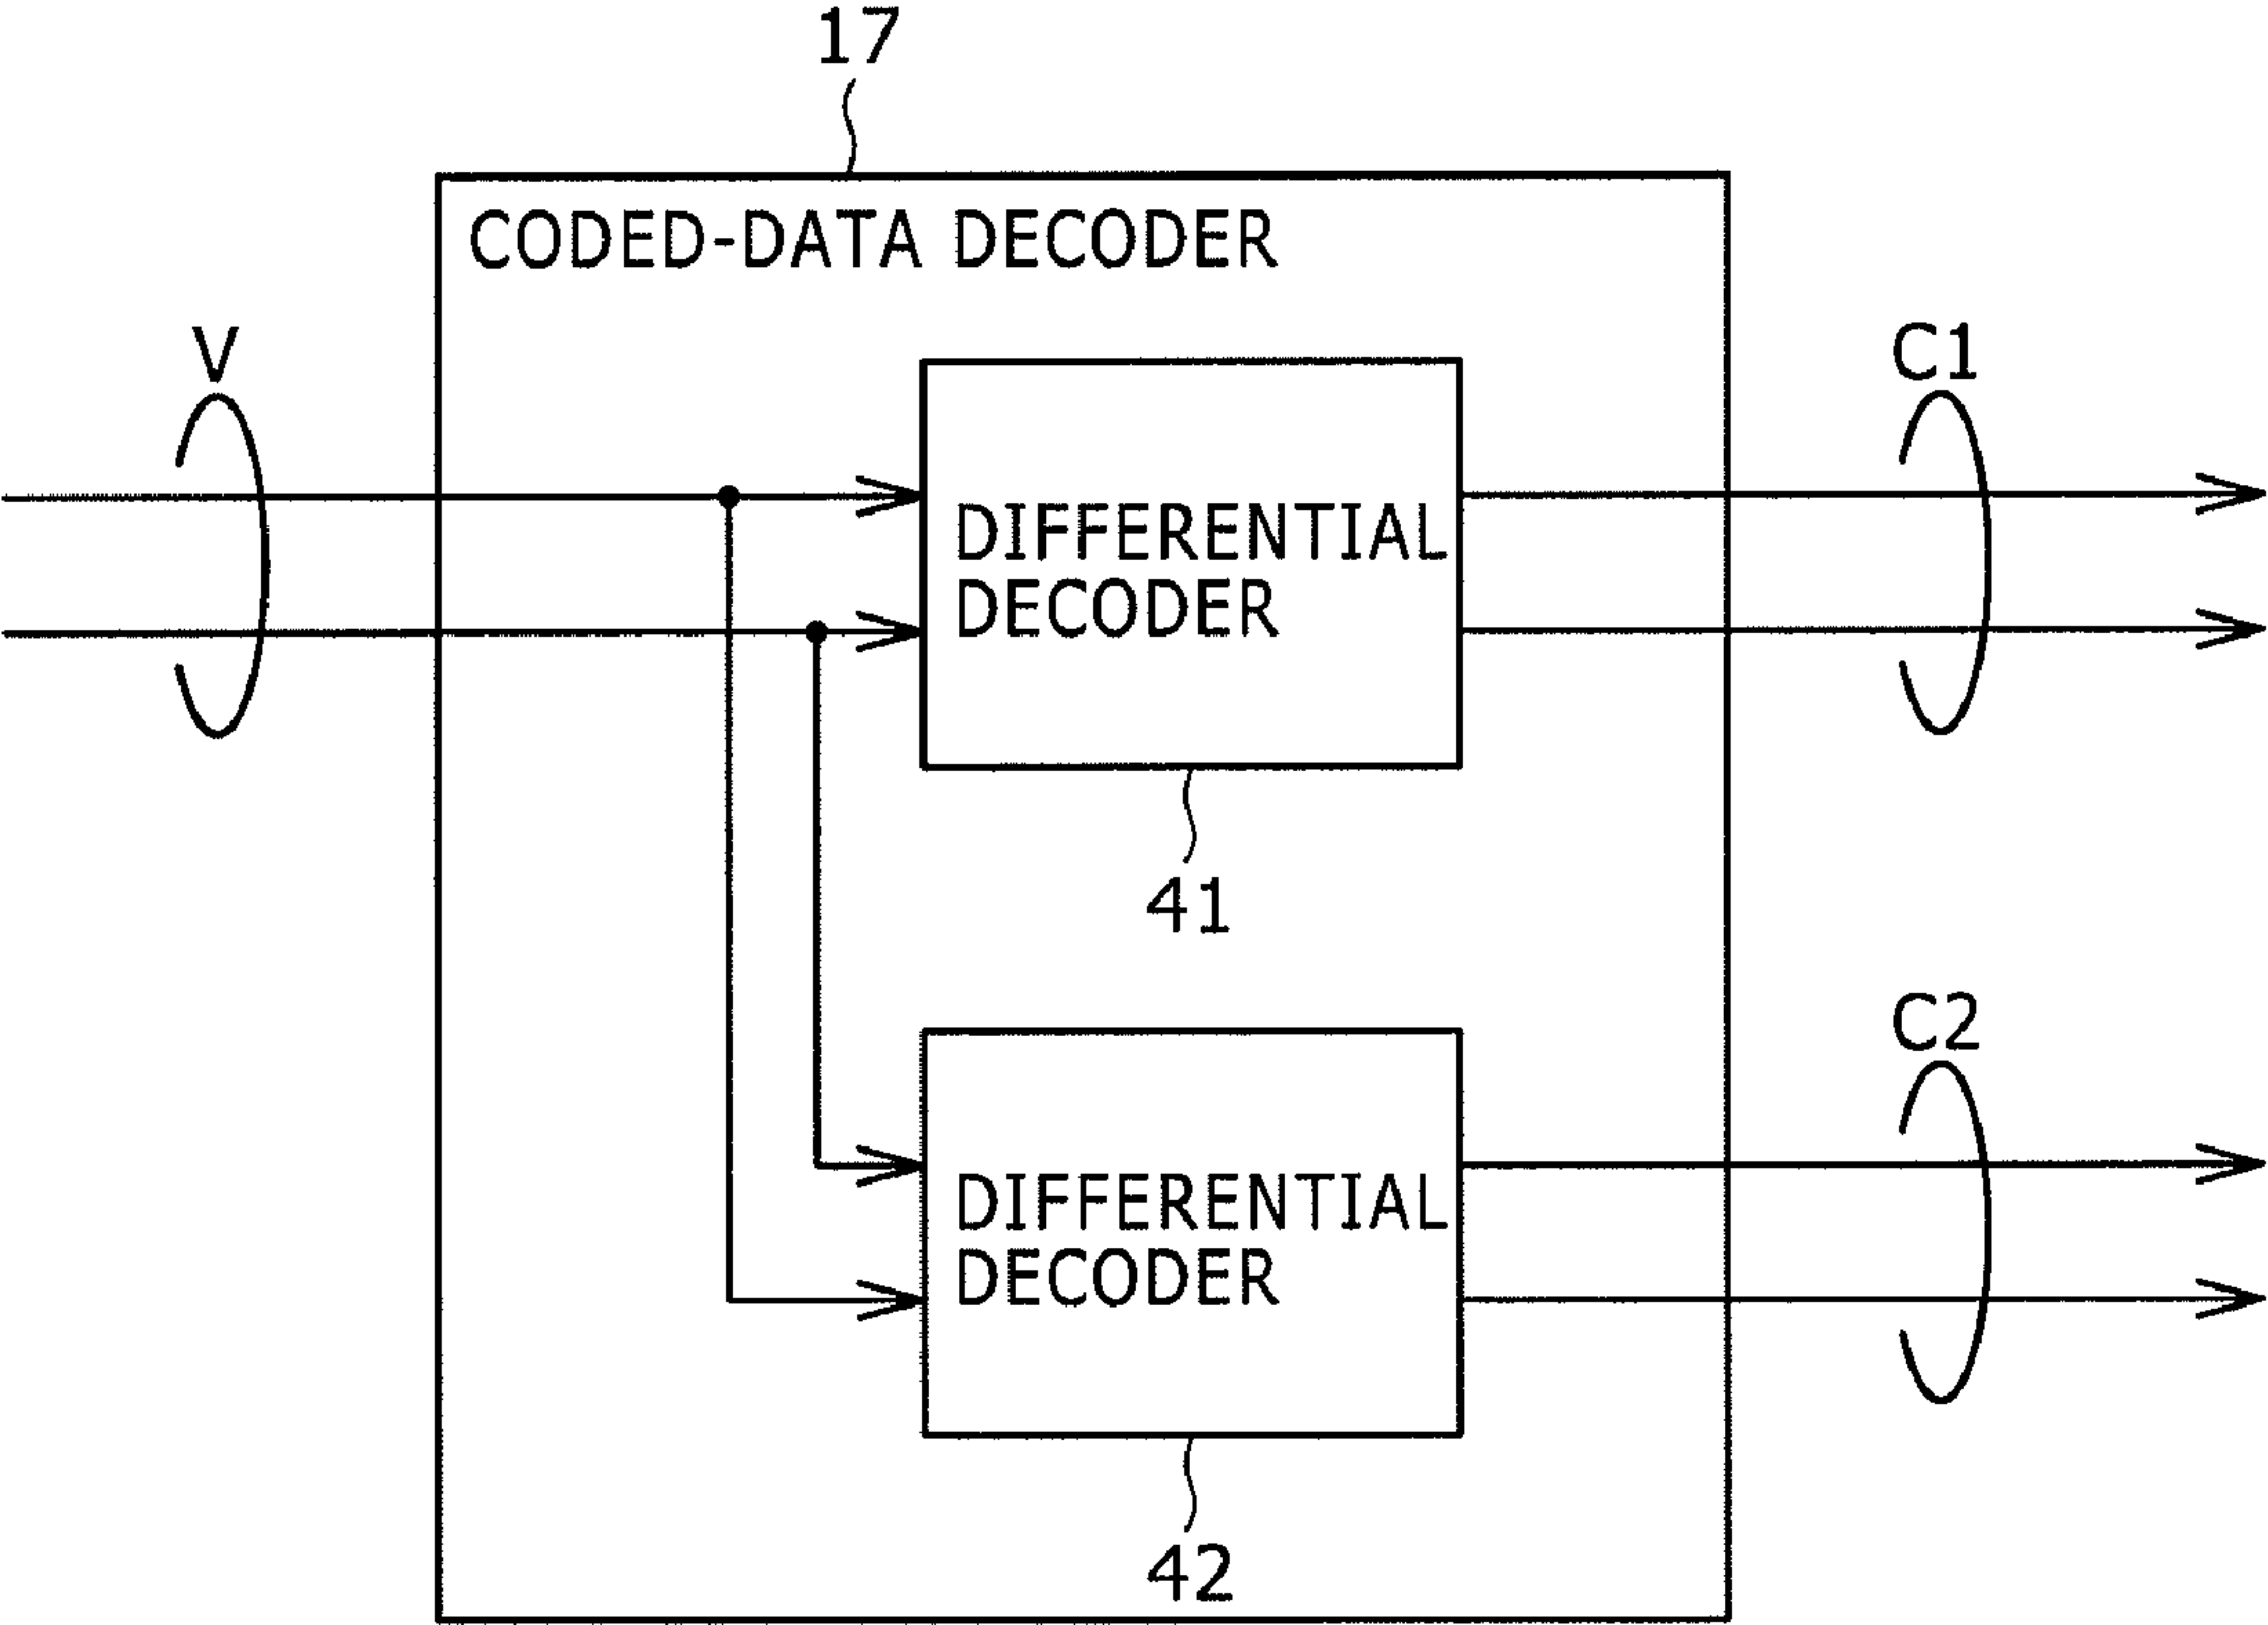 17
CODED-DATA DECODER
V
C1
DIFFERENTIAL
DECODER
41
C2
DIFFERENTIAL
DECODER
42